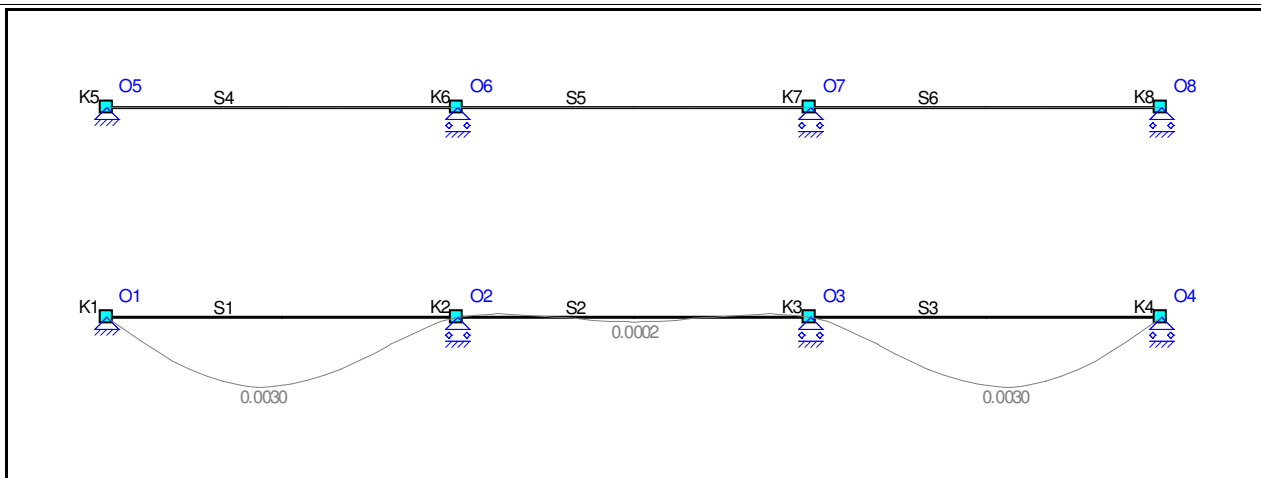 O5 O6 O7 O8
K5 S4 K6 S5 K7 S6 K8
O1 O2 O3 O4
K1 S1 K2 S2 K3 S3 K4
0.0002
0.0030 0.0030